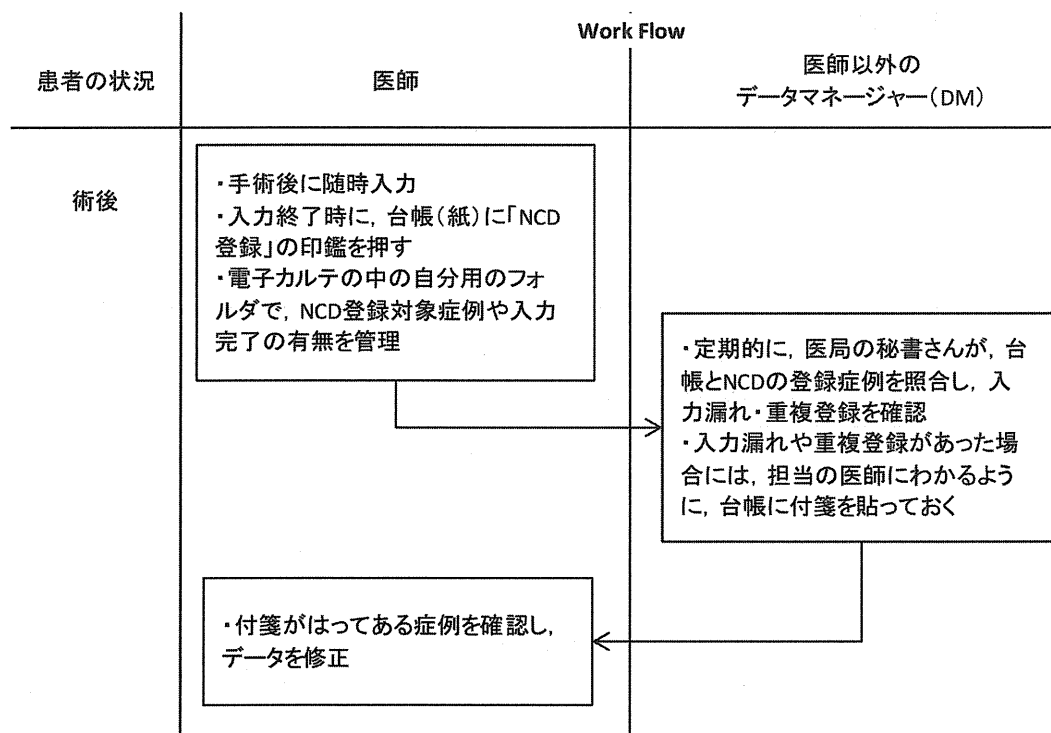 Work Flow
患者の状況
医師
医師以外の
データマネージャー(DM)
術後
・手術後に随時入力
・入力終了時に, 台帳(紙)に「NCD
登録」の印鑑を押す
・電子カルテの中の自分用のフォ
ルダで, NCD登録対象症例や入力
完了の有無を管理
・定期的に, 医局の秘書さんが, 台
帳とNCDの登録症例を照合し, 入
力漏れ・重複登録を確認
・入力漏れや重複登録があった場
合には, 担当の医師にわかるよう
に, 台帳に付箋を貼っておく
・付箋がはってある症例を確認し,
データを修正